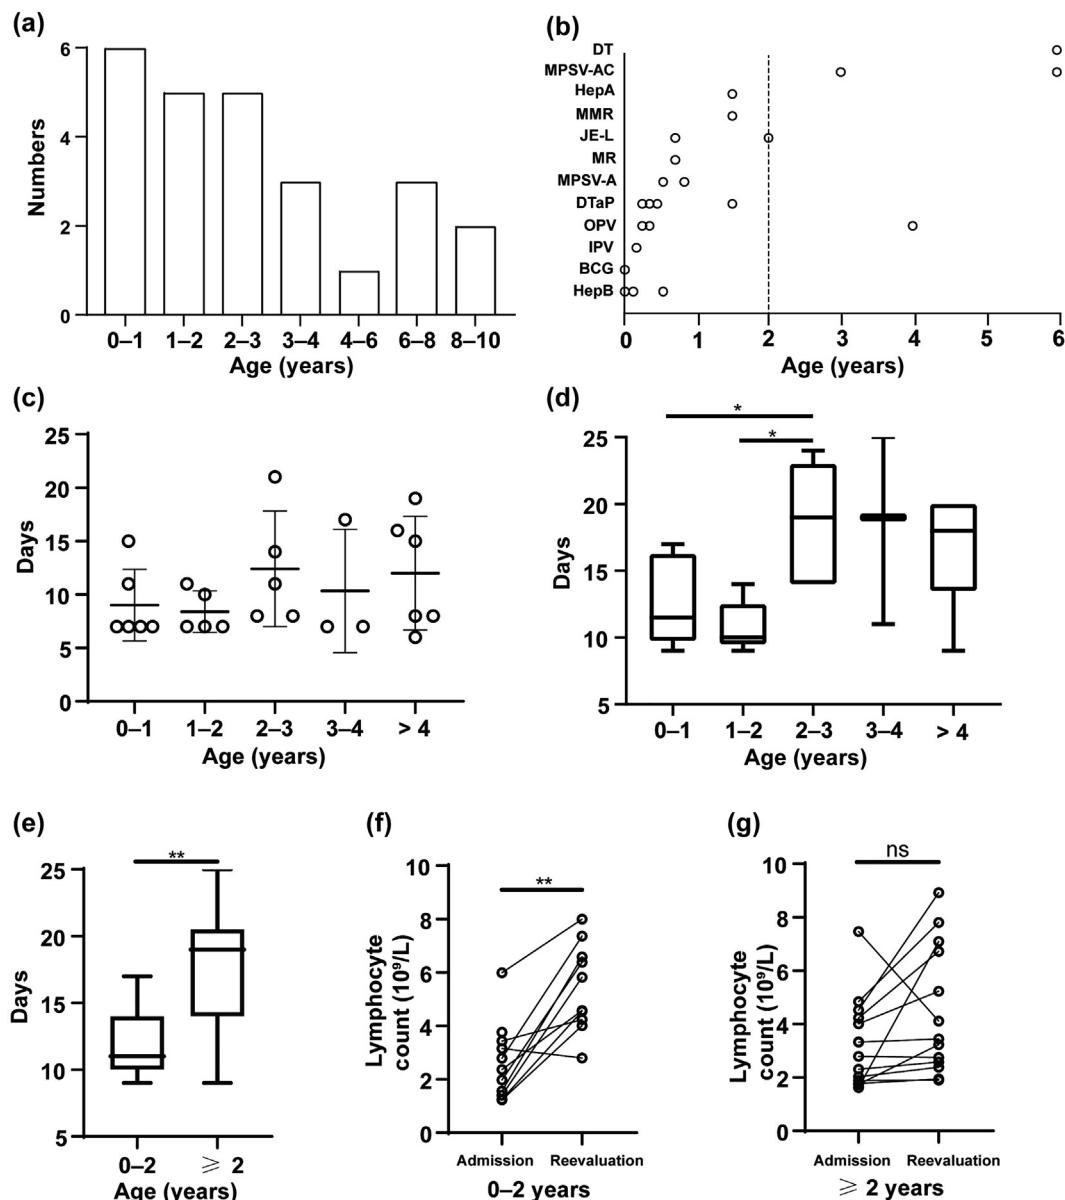 (a)
6
4
2
0
Numbers
0–1 1–2 2–3 3–4 4–6 6–8 8–10
Age (years)
(b)
DT
MPSV-AC
HepA
MMR
JE-L
MR
MPSV-A
DTaP
OPV
IPV
BCG
HepB
0 1 2 3 4 5 6
Age (years)
(c)
25
20
15
10
5
0
Days
0–1 1–2 2–3 3–4 > 4
Age (years)
(d)
*
*
25
20
15
10
5
Days
0–1 1–2 2–3 3–4 > 4
Age (years)
(e)
**
25
20
15
10
5
Days
0–2 ⩾ 2
Age (years)
(f)
**
10
8
6
4
2
0
Lymphocyte
count (10⁹/L)
Admission Reevaluation
0–2 years
(g)
ns
10
8
6
4
2
0
Lymphocyte
count (10⁹/L)
Admission Reevaluation
⩾ 2 years